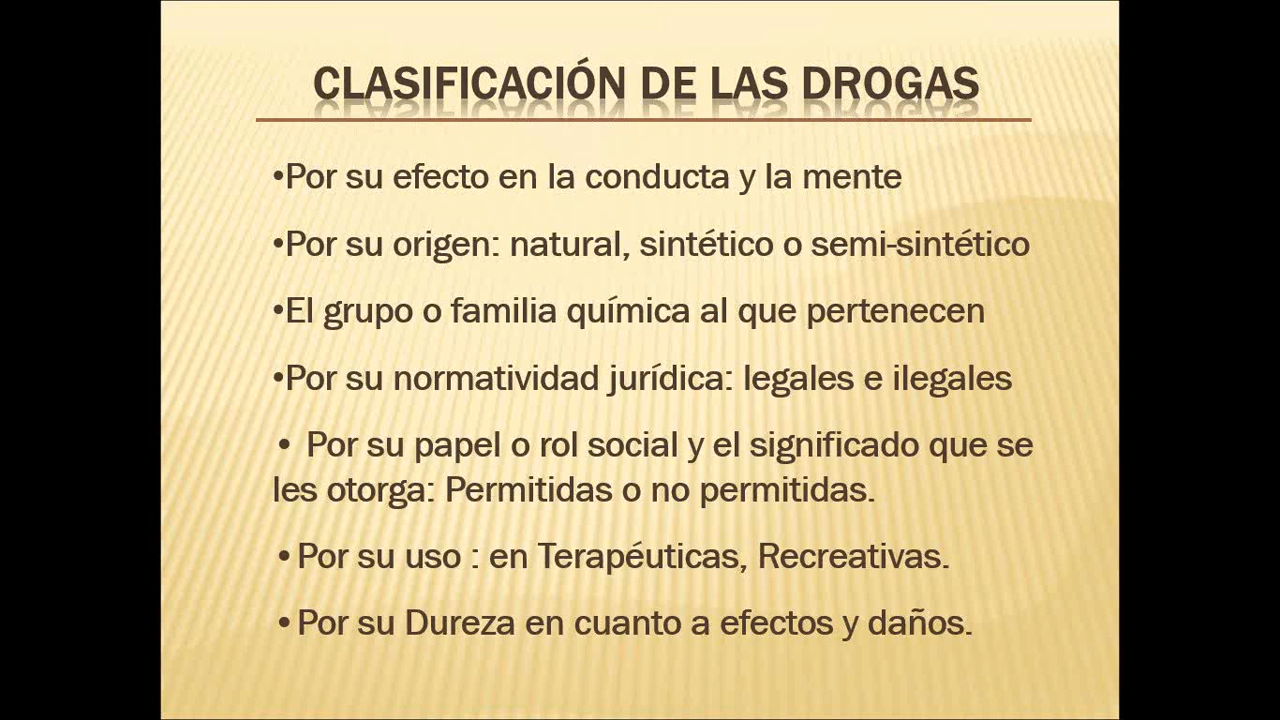 CLASIFICACIÓN DE LAS DROGAS
•Por su efecto en la conducta y la mente
•Por su origen: natural, sintético o semi-sintético
•El grupo o familia química al que pertenecen
•Por su normatividad jurídica: legales e ilegales
• Por su papel o rol social y el significado que se
les otorga: Permitidas o no permitidas.
• Por su uso : en Terapéuticas, Recreativas.
• Por su Dureza en cuanto a efectos y daños.